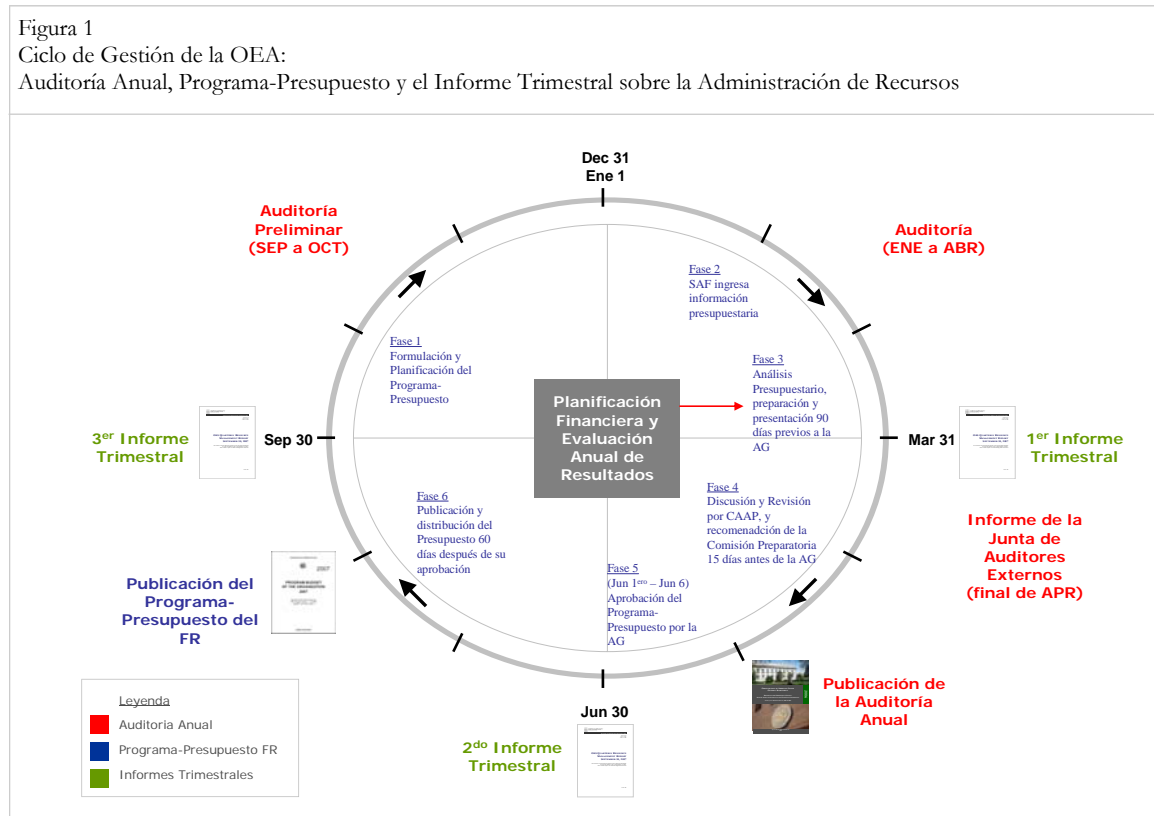 Figura 1
Ciclo de Gestión de la OEA:
Auditoría Anual, Programa-Presupuesto y el Informe Trimestral sobre la Administración de Recursos
Dec 31
Ene 1
Auditoría
Preliminar
(SEP a OCT)
Auditoría
(ENE a ABR)
Fase 2
SAF ingresa
información
presupuestaria
Fase 1
Formulación y
Planificación del
Programa-
Presupuesto
Fase 3
Análisis
Presupuestario,
preparación y
presentación 90
días previos a la
AG
Planificación
Financiera y
Evaluación
Anual de
Resultados
3er Informe
Trimestral
Sep 30
Mar 31
1er Informe
Trimestral
Fase 6
Publicación y
distribución del
Presupuesto 60
días después de su
aprobación
Fase 4
Discusión y Revisión
por CAAP, y
recomenadción de la
Comisión Preparatoria
15 días antes de la AG
Informe de la
Junta de
Auditores
Externos
(final de APR)
Publicación del
Programa-
Presupuesto del
FR
2007
PROGRAM-BUDGET
OF THE ORGANIZATION
2007
Fase 5
(Jun 1ero – Jun 6)
Aprobación del
Programa-
Presupuesto por la
AG
Publicación de
la Auditoría
Anual
Jun 30
2do Informe
Trimestral
Leyenda
Auditoria Anual
Programa-Presupuesto FR
Informes Trimestrales